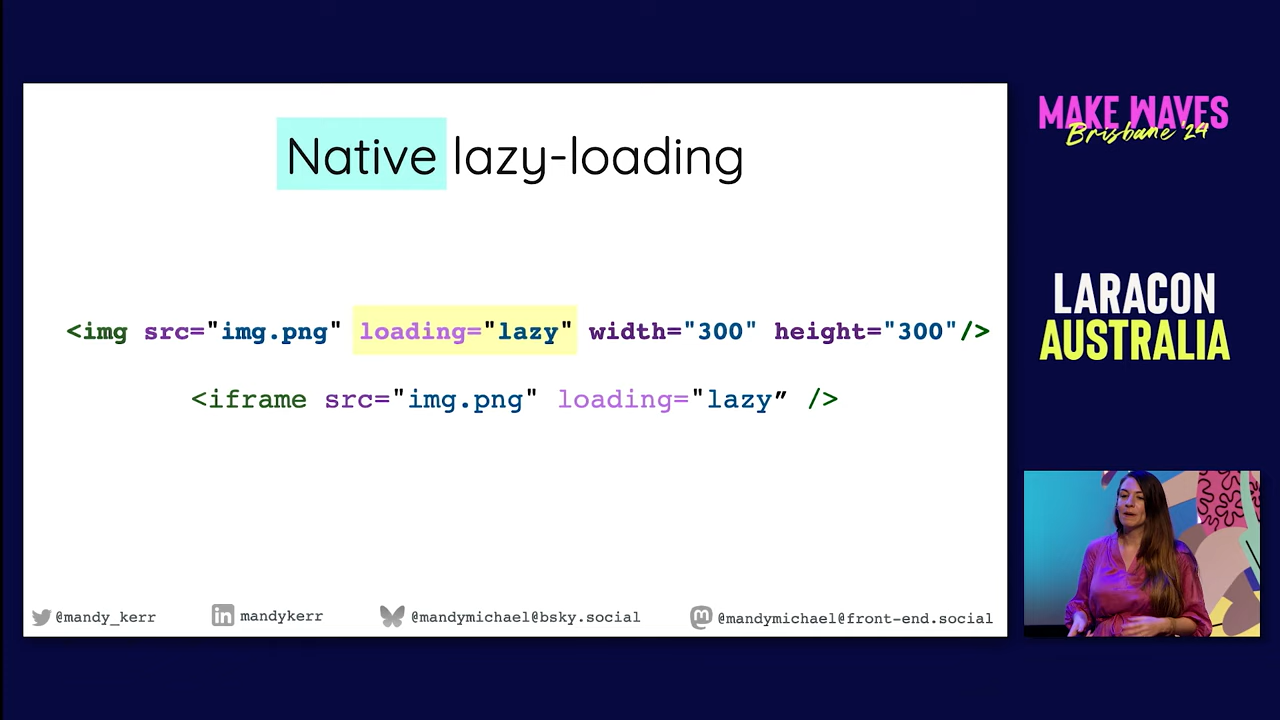 Native lazy-loading
<img src="img.png" loading="lazy" width="300" height="300"/>
<iframe src="img.png" loading="lazy” />
@mandy_kerr
mandykerr
@mandymichael@bsky.social
@mandymichael@front-end.social
MAKE WAVES
Brisbane '24
LARACON
AUSTRALIA